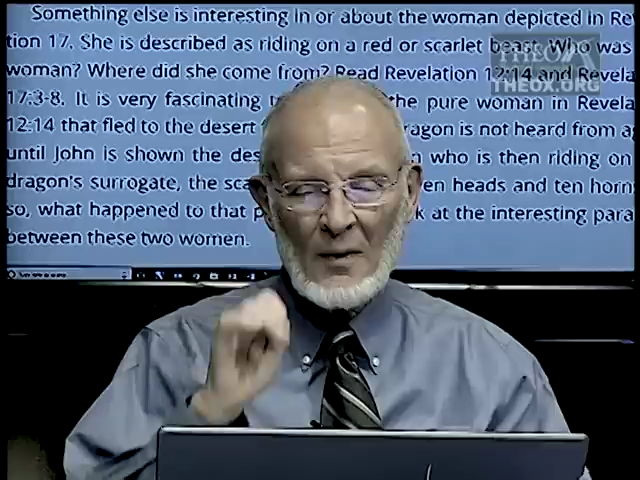 Something else is interesting in or about the woman depicted in Re
tion 17. She is described as riding on a red or scarlet beast. Who was
woman? Where did she come from? Read Revelation 12:14 and Revela
17:3-8. It is very fascinating the pure woman in Revela
12:14 that fled to the desert ragon is not heard from ag
until John is shown the des who is then riding on
dragon's surrogate, the sca en heads and ten horn
so, what happened to that p k at the interesting para
between these two women.
THEOX
THEOX.ORG